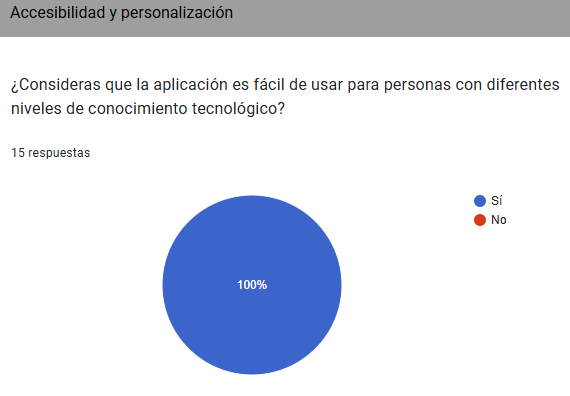 Accesibilidad y personalización
¿Consideras que la aplicación es fácil de usar para personas con diferentes
niveles de conocimiento tecnológico?
15 respuestas
Sí
No
100%